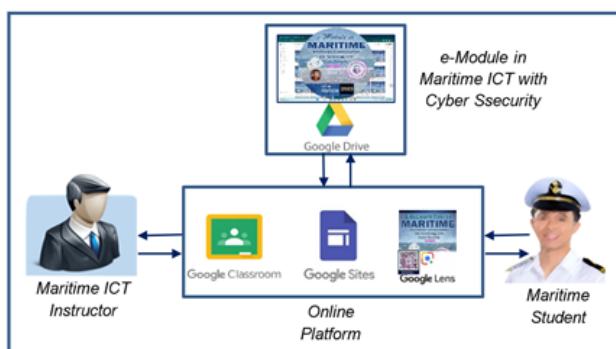 MARITIME
e-Module in
Maritime ICT with
Cyber Ssecurity
Google Drive
MARITIME
Google Classroom
Google Sites
Google Lens
Maritime ICT
Instructor
Online
Platform
Maritime
Student